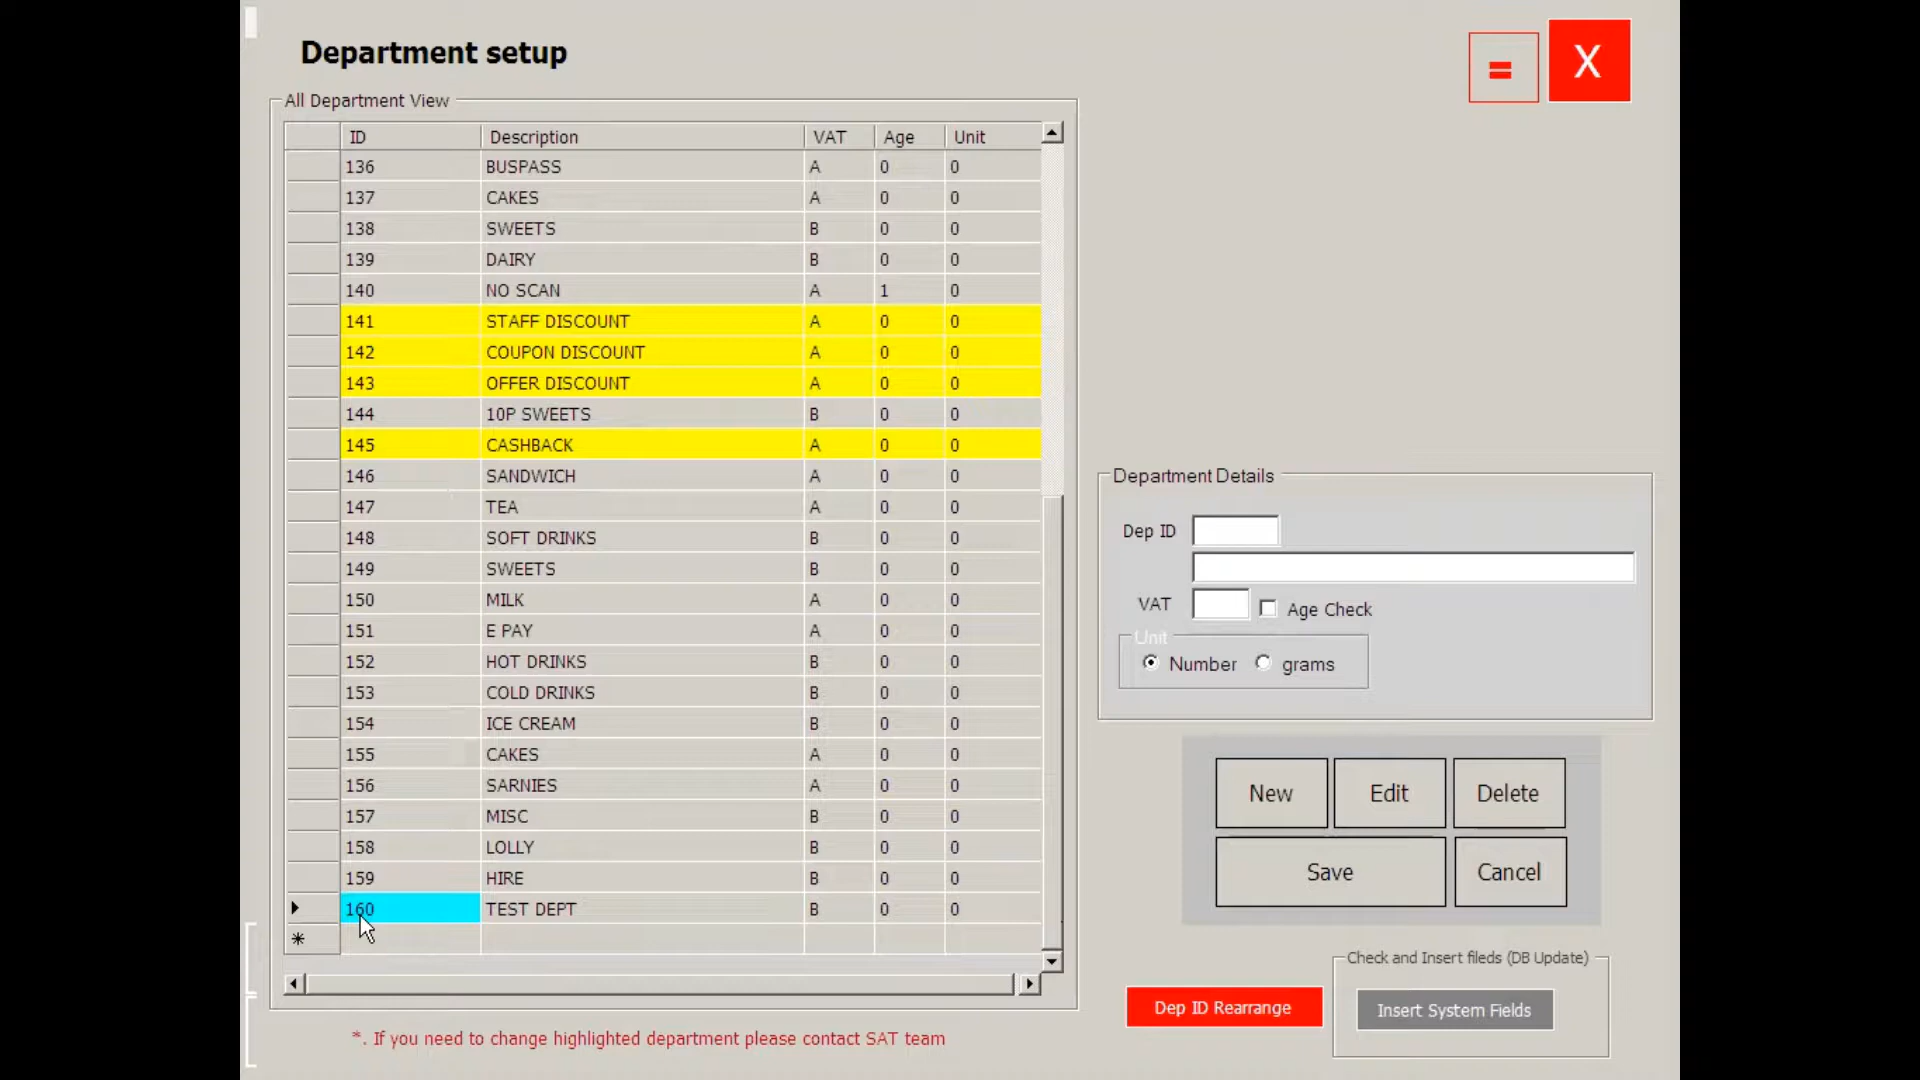 Department setup
=
X
All Department View
ID Description VAT Age Unit
136 BUSPASS A 0 0
137 CAKES A 0 0
138 SWEETS B 0 0
139 DAIRY B 0 0
140 NO SCAN A 1 0
141 STAFF DISCOUNT A 0 0
142 COUPON DISCOUNT A 0 0
143 OFFER DISCOUNT A 0 0
144 10P SWEETS B 0 0
145 CASHBACK A 0 0
146 SANDWICH A 0 0
147 TEA A 0 0
148 SOFT DRINKS B 0 0
149 SWEETS B 0 0
150 MILK A 0 0
151 E PAY A 0 0
152 HOT DRINKS B 0 0
153 COLD DRINKS B 0 0
154 ICE CREAM B 0 0
155 CAKES A 0 0
156 SARNIES A 0 0
157 MISC B 0 0
158 LOLLY B 0 0
159 HIRE B 0 0
160 TEST DEPT B 0 0
*
*. If you need to change highlighted department please contact SAT team
Department Details
Dep ID
VAT Age Check
Unit
Number grams
New Edit Delete
Save Cancel
Dep ID Rearrange
Check and Insert fileds (DB Update)
Insert System Fields